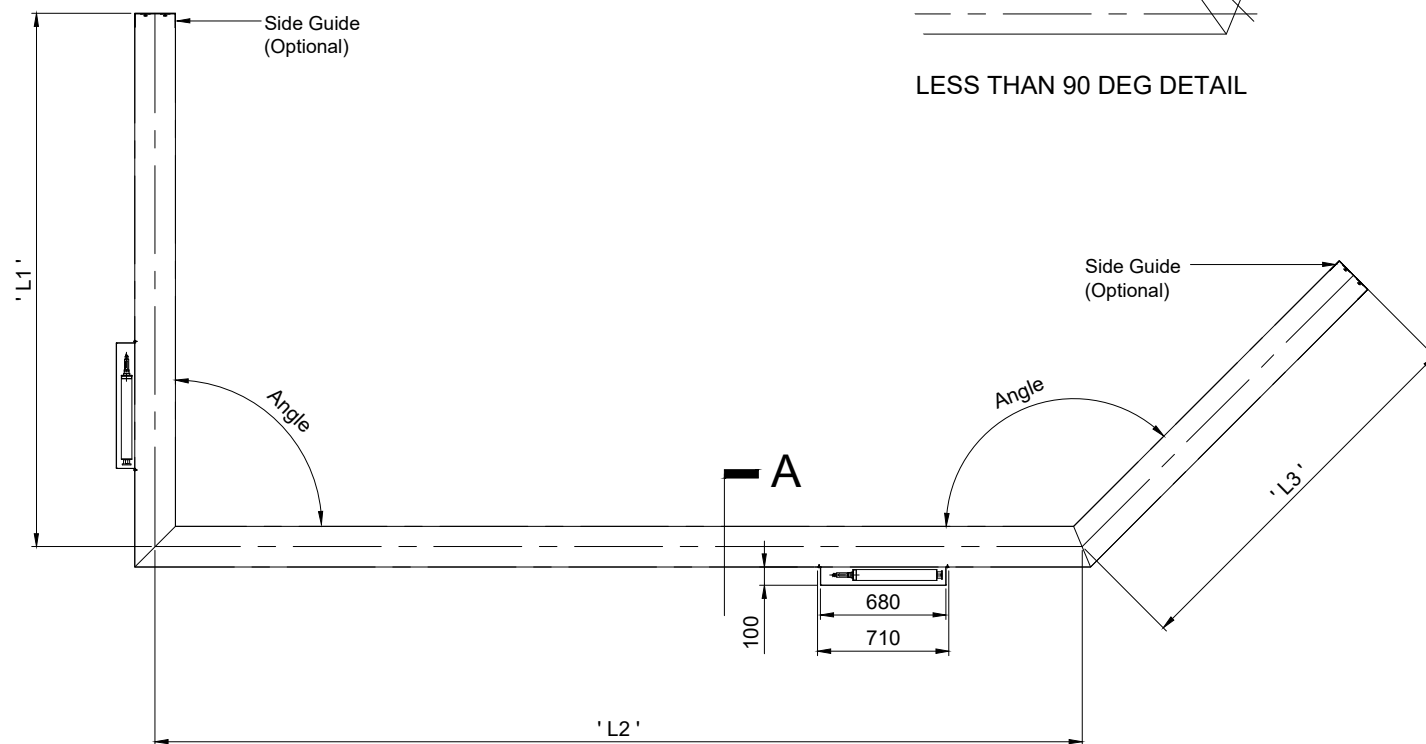 Side Guide
(Optional)
LESS THAN 90 DEG DETAIL
' L1 '
Side Guide
(Optional)
Angle
Angle
A
' L3 '
680
100
710
' L2 '